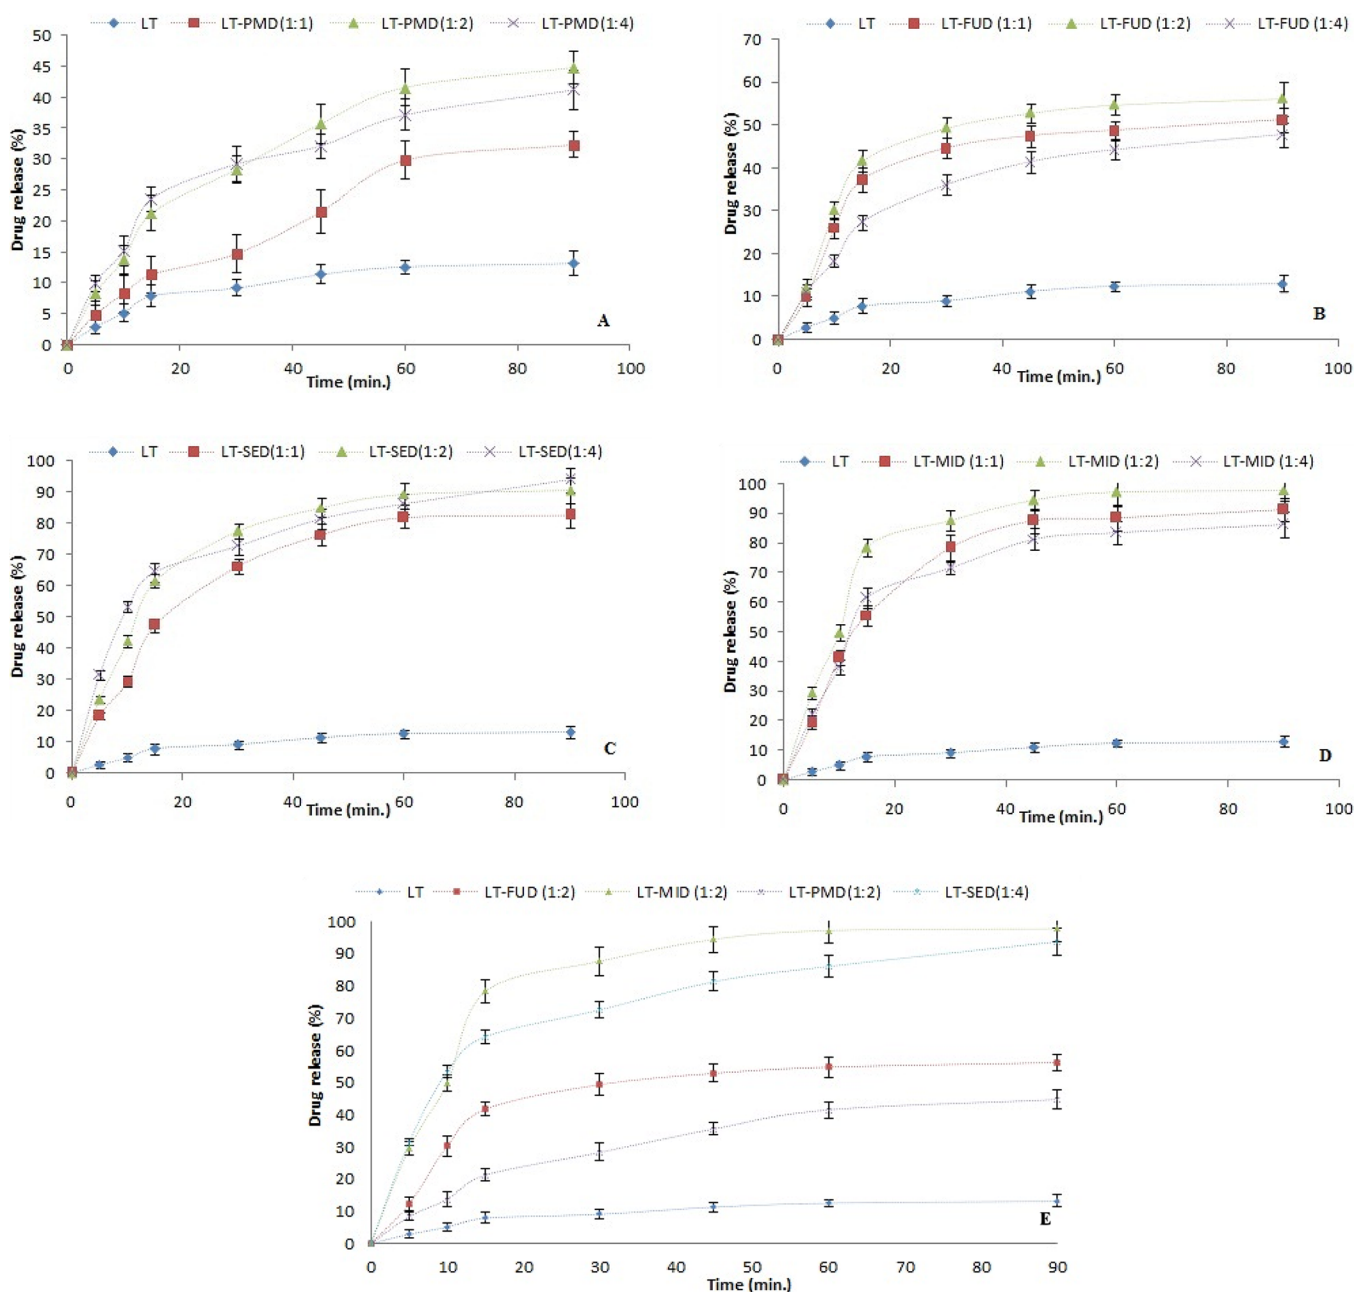 LT LT-PMD(1:1) LT-PMD(1:2) LT-PMD(1:4)
50
45
40
35
30
25
20
15
10
5
0
Drug release (%)
0 20 40 60 80 100
Time (min.)
A
LT LT-FUD (1:1) LT-FUD (1:2) LT-FUD (1:4)
70
60
50
40
30
20
10
0
Drug release (%)
0 20 40 60 80 100
Time (min.)
B
LT LT-SED(1:1) LT-SED(1:2) LT-SED(1:4)
100
90
80
70
60
50
40
30
20
10
0
Drug release (%)
0 20 40 60 80 100
Time (min.)
C
LT LT-MID (1:1) LT-MID (1:2) LT-MID (1:4)
100
90
80
70
60
50
40
30
20
10
0
Drug release (%)
0 20 40 60 80 100
Time (min.)
D
LT LT-FUD (1:2) LT-MID (1:2) LT-PMD(1:2) LT-SED(1:4)
100
90
80
70
60
50
40
30
20
10
0
Drug release (%)
0 10 20 30 40 50 60 70 80 90
Time (min.)
E